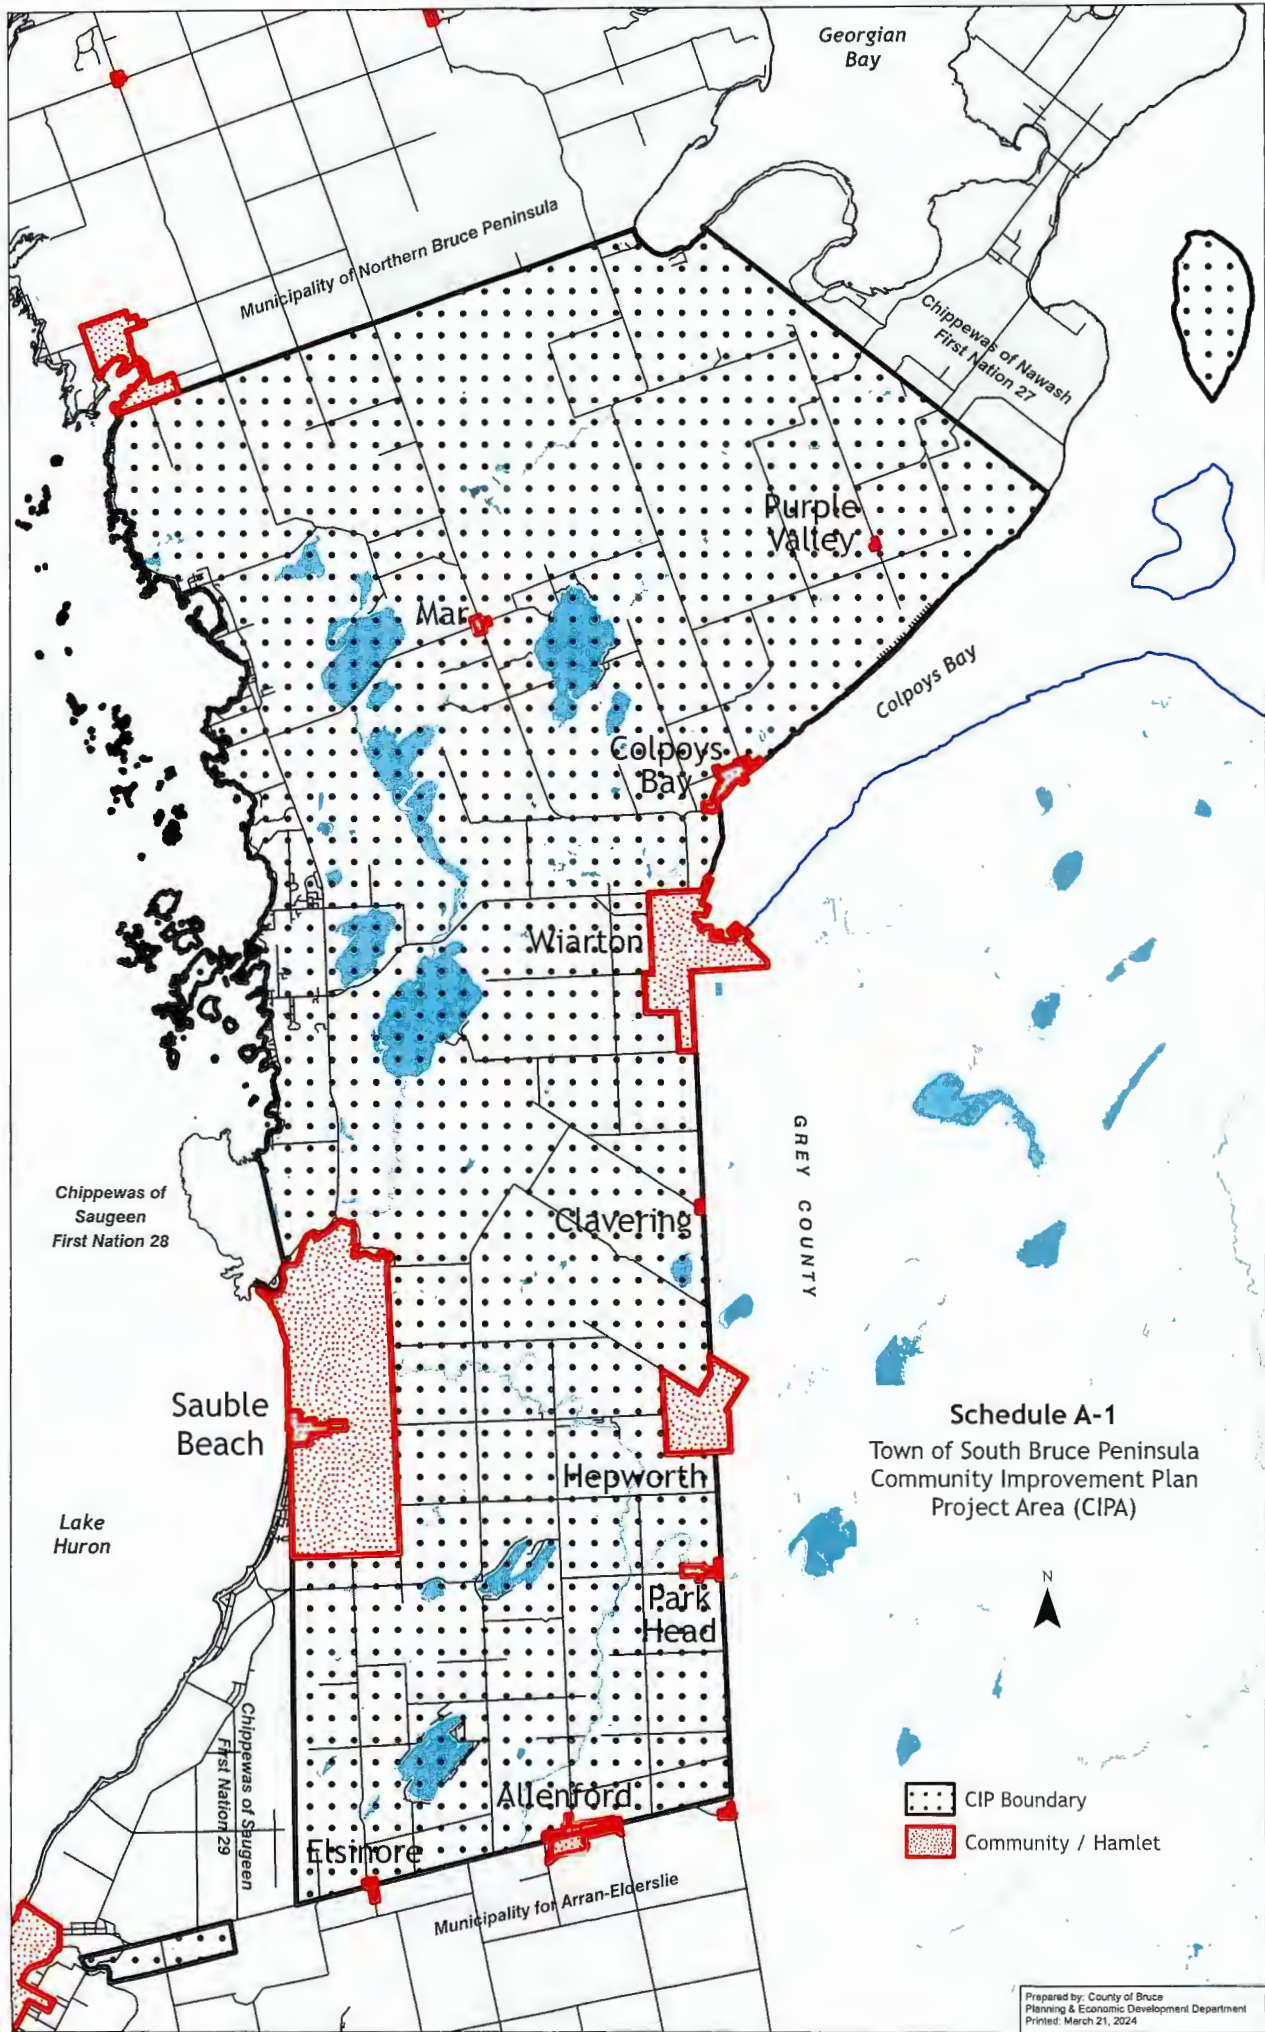 Georgian
Bay
Municipality of Northern Bruce Peninsula
Chippewas of Nawash
First Nation 27
Purple
Valley
Mar
Colpoys Bay
Colpoys
Bay
Wiarton
GREY COUNTY
Chippewas of
Saugeen
First Nation 28
Clavering
Sauble
Beach
Schedule A-1
Town of South Bruce Peninsula
Community Improvement Plan
Project Area (CIPA)
Hepworth
Lake
Huron
N
Park
Head
Chippewas of Saugeen
First Nation 29
Allenford
CIP Boundary
Community / Hamlet
Elsinore
Municipality for Arran-Elderslie
Prepared by: County of Bruce
Planning & Economic Development Department
Printed: March 21, 2024